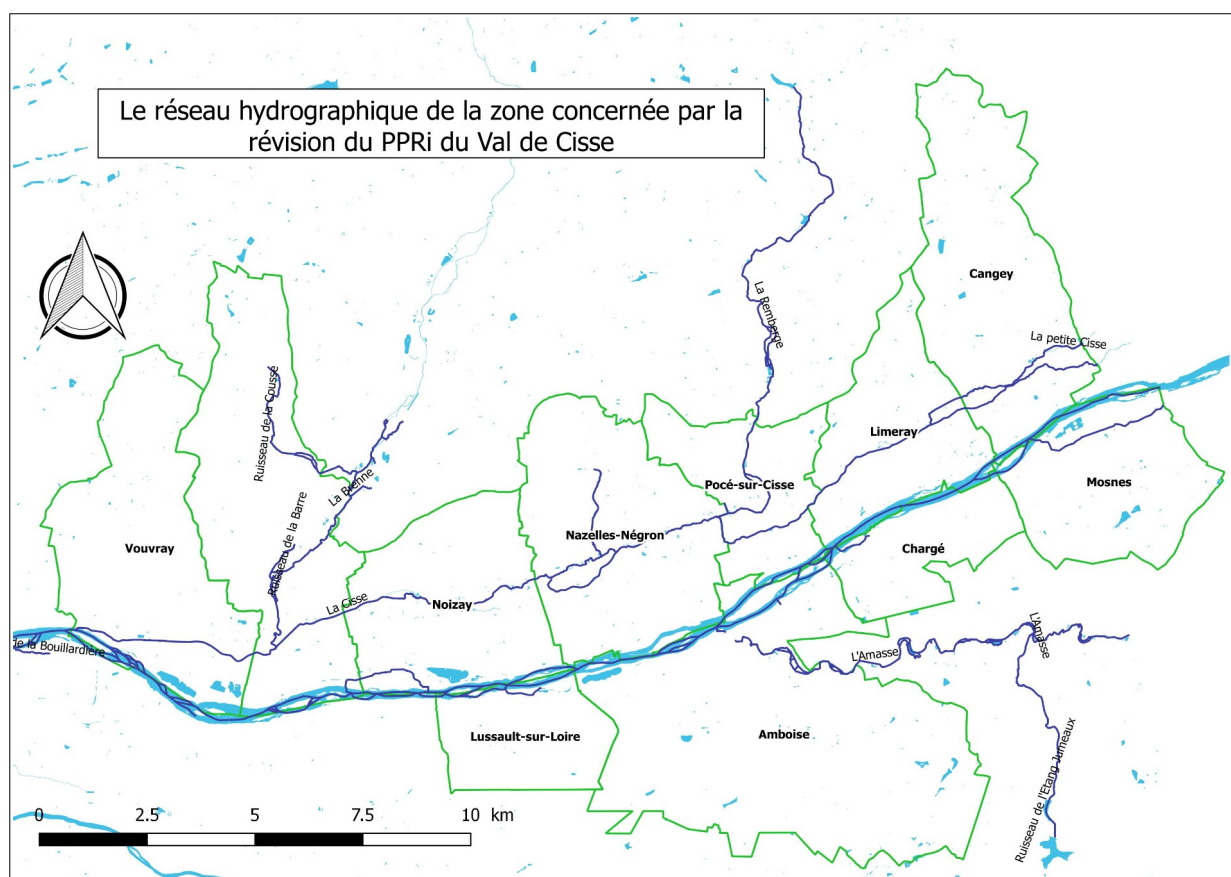 Le réseau hydrographique de la zone concernée par la
révision du PPRi du Val de Cisse
Cangey
La Remberge
La petite Cisse
Ruisseau de la Coussé
Limeray
La Brenne
Pocé-sur-Cisse
Mosnes
Ruisseau de la Barre
Vouvray
Nazelles-Négron
Chargé
La Cisse
Noizay
de la Bouillardière
L'Amasse
L'Amasse
Lussault-sur-Loire
Amboise
Ruisseau de l'Etang Jumeaux
0 2.5 5 7.5 10 km